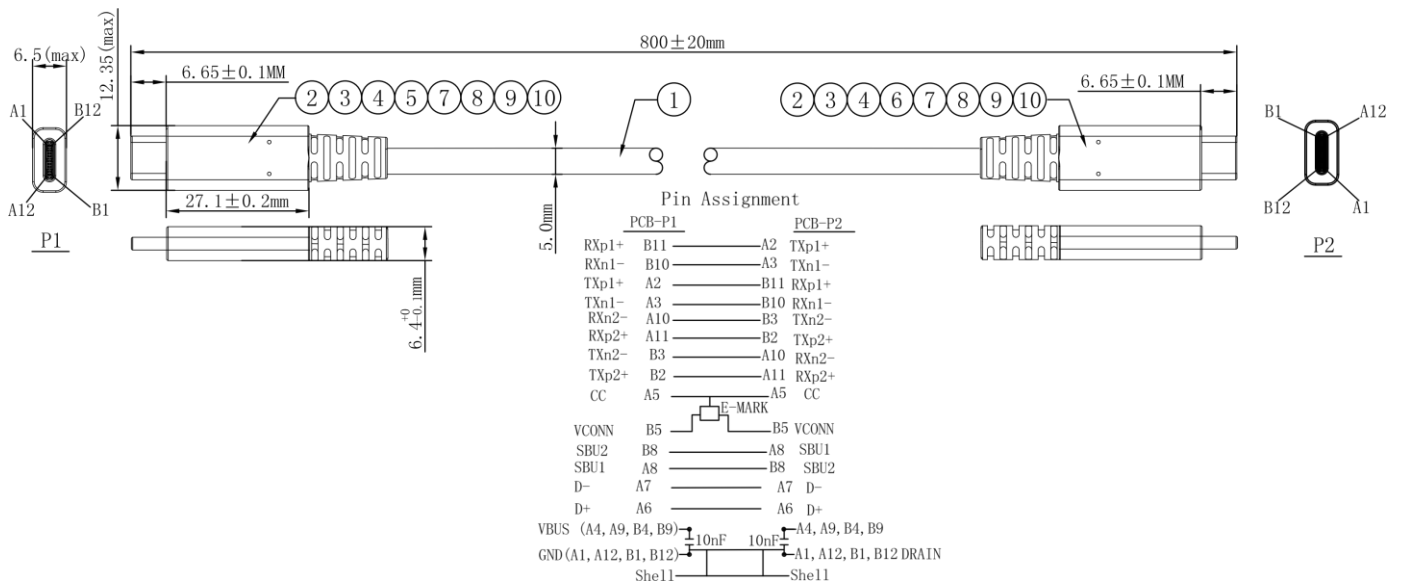 800±20mm
6.5(max)
12.35(max)
6.65±0.1MM
6.65±0.1MM
2 3 4 5 7 8 9 10
1
2 3 4 6 7 8 9 10
A1 B12
B1 A12
A12 B1
B12 A1
27.1±0.2mm
5.0mm
P1
P2
6.4+0-0.1mm
Pin Assignment
PCB-P1 PCB-P2
RXp1+ B11 A2 TXp1+
RXn1- B10 A3 TXn1-
TXp1+ A2 B11 RXp1+
TXn1- A3 B10 RXn1-
RXn2- A10 B3 TXn2-
RXp2+ A11 B2 TXp2+
TXn2- B3 A10 RXn2-
TXp2+ B2 A11 RXp2+
CC A5 A5 CC
E-MARK
VCONN B5 B5 VCONN
SBU2 B8 A8 SBU1
SBU1 A8 B8 SBU2
D- A7 A7 D-
D+ A6 A6 D+
VBUS (A4, A9, B4, B9) A4, A9, B4, B9
10nF 10nF
GND(A1, A12, B1, B12) A1, A12, B1, B12 DRAIN
Shell Shell